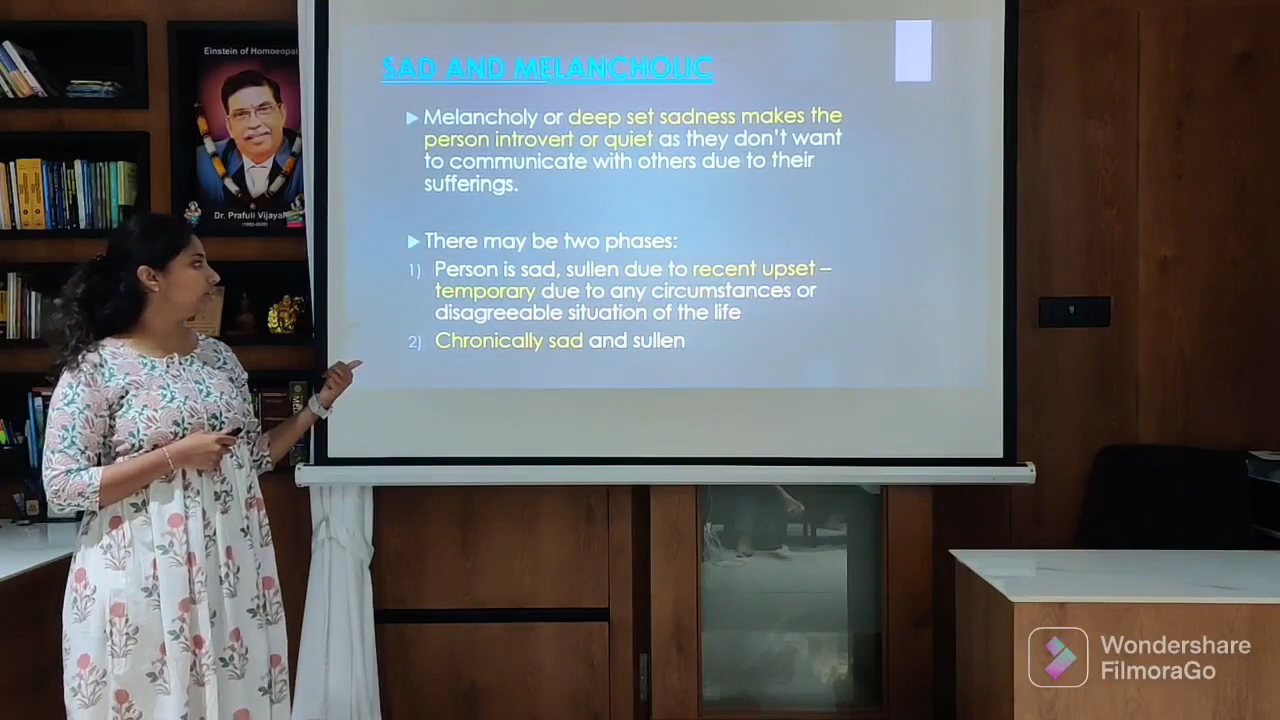 Einstein of Homoeopat
Dr. Prafull Vijayak
SAD AND MELANCHOLIC
Melancholy or deep set sadness makes the
person introvert or quiet as they don't want
to communicate with others due to their
sufferings.
There may be two phases:
1) Person is sad, sullen due to recent upset –
temporary due to any circumstances or
disagreeable situation of the life
2) Chronically sad and sullen
Wondershare
FilmoraGo